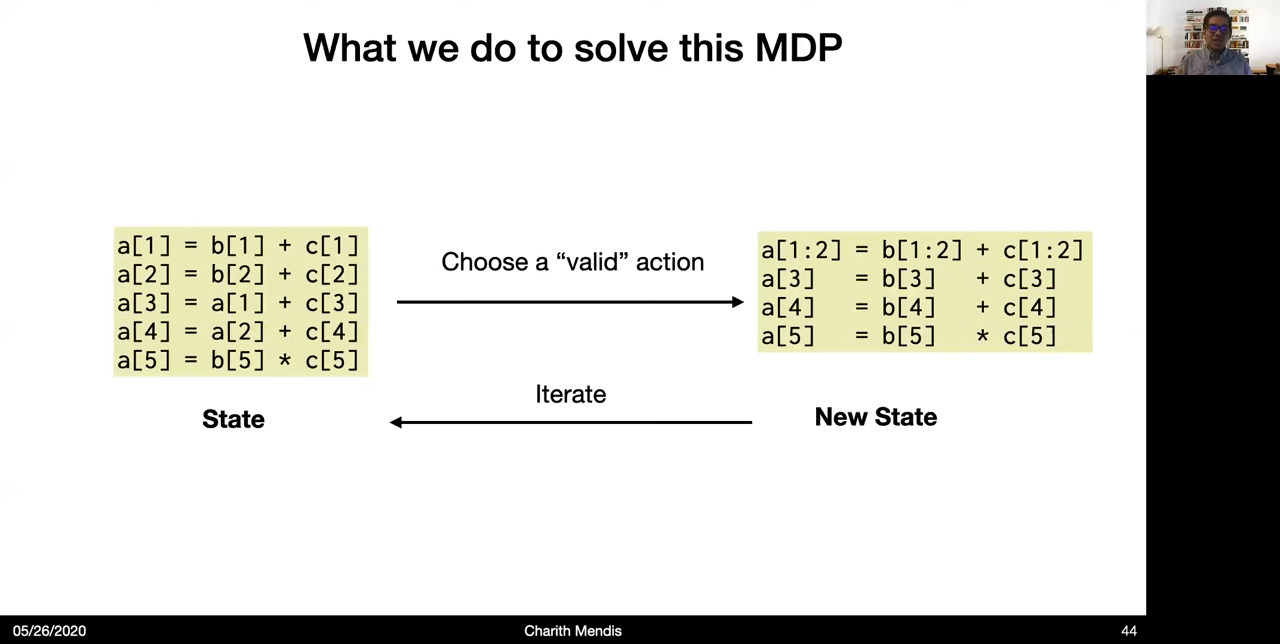 What we do to solve this MDP
a[1] = b[1] + c[1]
a[2] = b[2] + c[2]
a[3] = a[1] + c[3]
a[4] = a[2] + c[4]
a[5] = b[5] * c[5]
State
Choose a “valid” action
Iterate
a[1:2] = b[1:2] + c[1:2]
a[3] = b[3] + c[3]
a[4] = b[4] + c[4]
a[5] = b[5] * c[5]
New State
05/26/2020
Charith Mendis
44